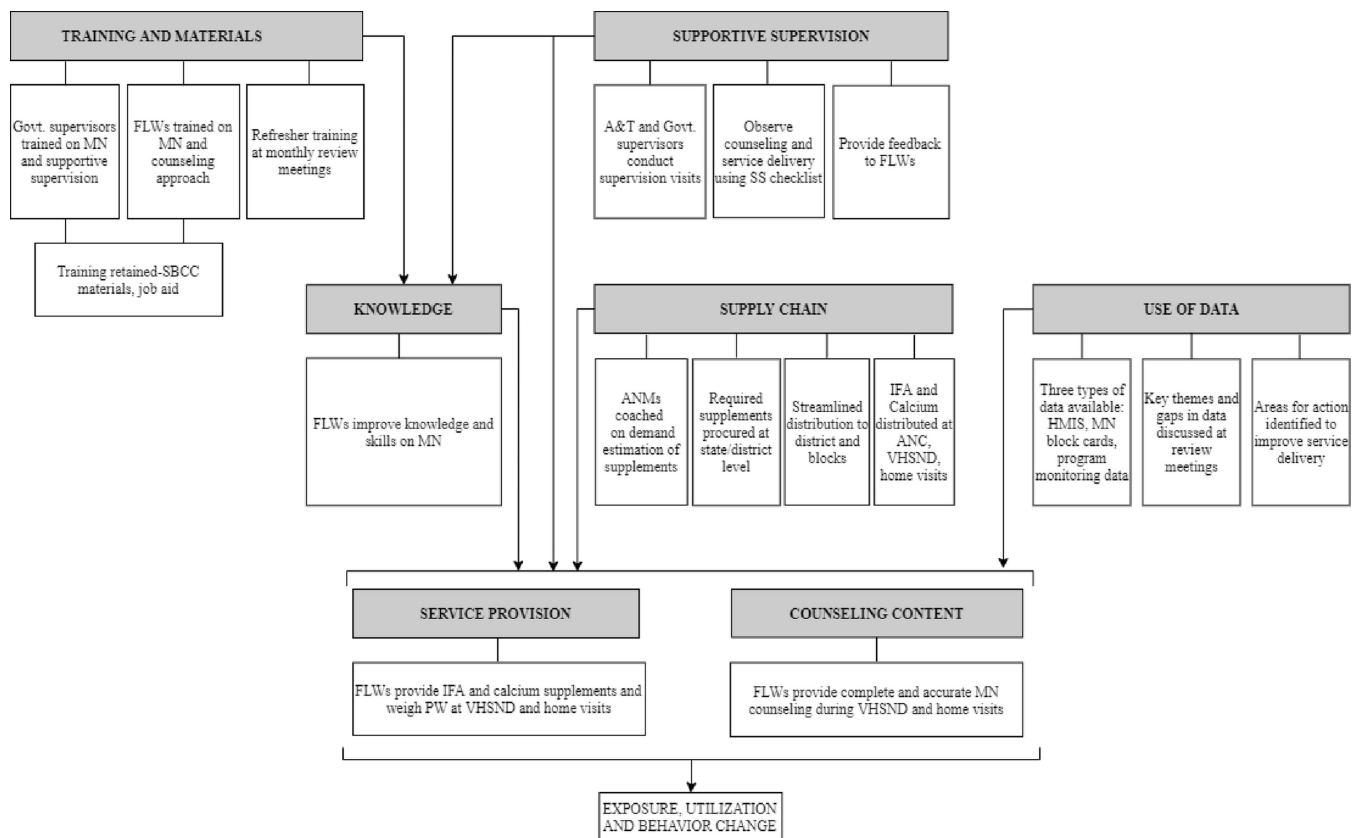 TRAINING AND MATERIALS
Govt. supervisors
trained on MN
and supportive
supervision
FLWs trained on
MN and
counseling
approach
Refresher training
at monthly review
meetings
Training retained-SBCC
materials, job aid
SUPPORTIVE SUPERVISION
A&T and Govt.
supervisors
conduct
supervision visits
Observe
counseling and
service delivery
using SS checklist
Provide feedback
to FLWs
KNOWLEDGE
FLWs improve knowledge and
skills on MN
SUPPLY CHAIN
ANMs
coached
on demand
estimation of
supplements
Required
supplements
procured at
state/district
level
Streamlined
distribution to
district and
blocks
IFA and
Calcium
distributed at
ANC,
VHSND,
home visits
USE OF DATA
Three types of
data available:
HMIS, MN
block cards,
program
monitoring data
Key themes and
gaps in data
discussed at
review
meetings
Areas for action
identified to
improve service
delivery
SERVICE PROVISION
FLWs provide IFA and calcium supplements and
weigh PW at VHSND and home visits
COUNSELING CONTENT
FLWs provide complete and accurate MN
counseling during VHSND and home visits
EXPOSURE, UTILIZATION
AND BEHAVIOR CHANGE